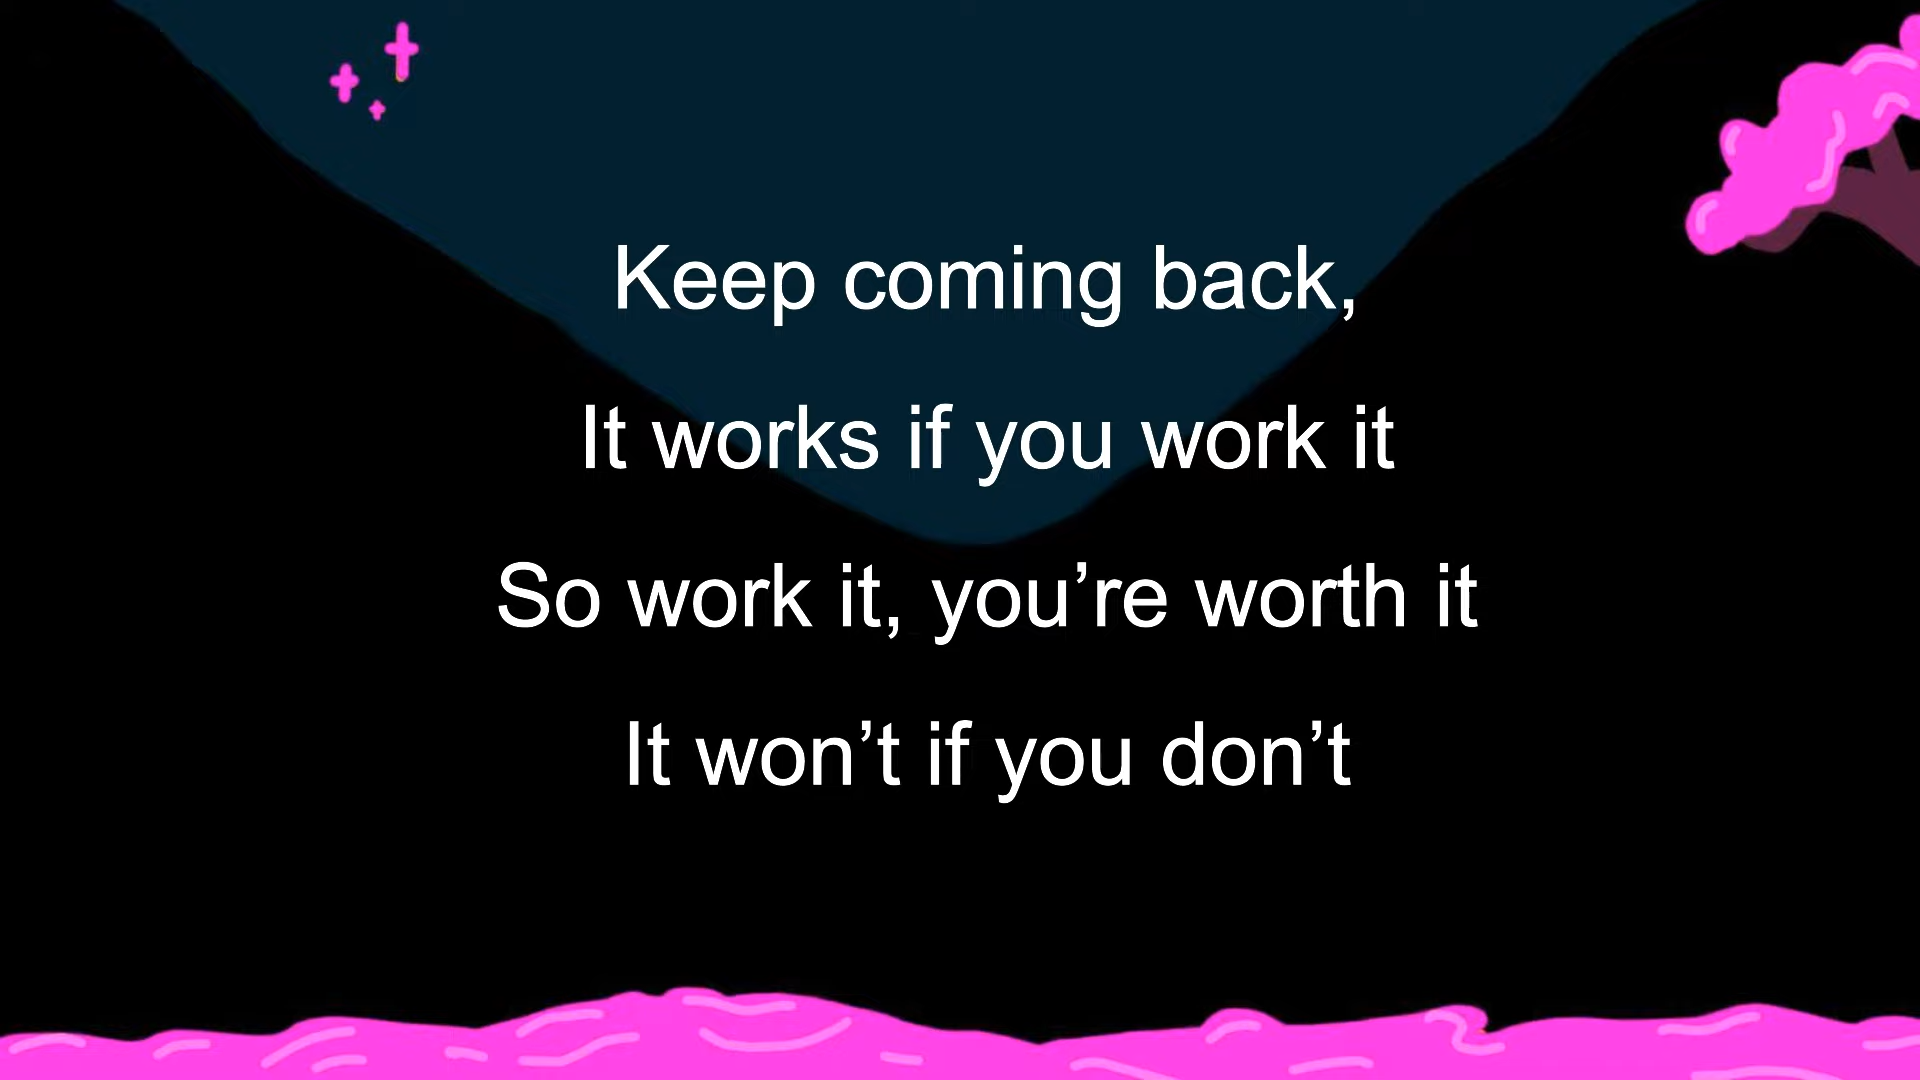 Keep coming back,
It works if you work it
So work it, you’re worth it
It won’t if you don’t